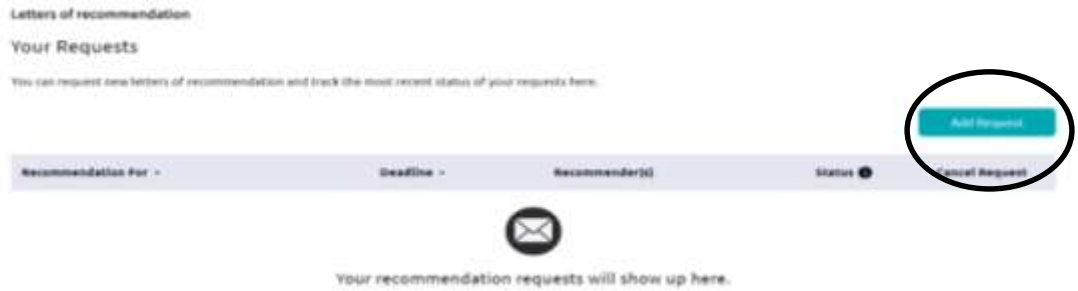 Letters of recommendation
Your Requests
You can request new letters of recommendation and track the most recent status of your requests here.
Add Request
Recommendation For Deadline Recommender(s) Status Cancel Request
Your recommendation requests will show up here.